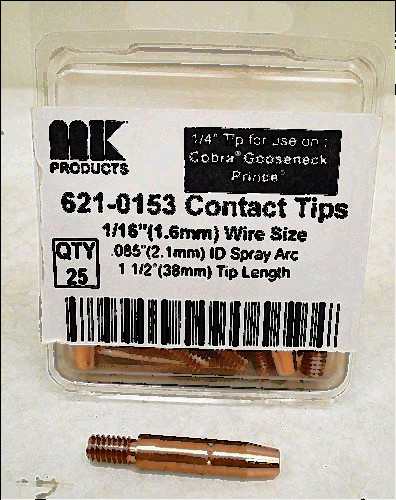 MK
PRODUCTS
1/4" Tip for use on:
Cobra® Gooseneck
Prince®
621-0153 Contact Tips
1/16"(1.6mm) Wire Size
QTY
25
.085"(2.1mm) ID Spray Arc
1 1/2"(38mm) Tip Length